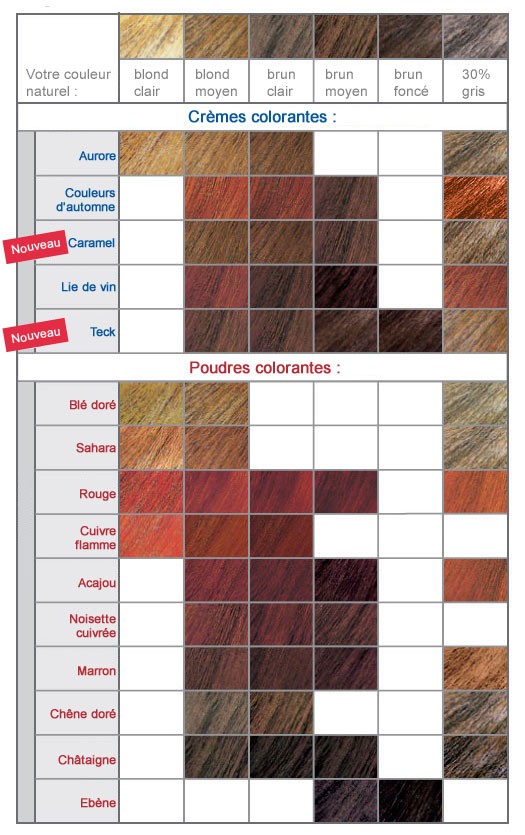 Votre couleur naturel :
blond clair
blond moyen
brun clair
brun moyen
brun foncé
30% gris
Crèmes colorantes :
Aurore
Couleurs d'automne
Nouveau
Caramel
Lie de vin
Nouveau
Teck
Poudres colorantes :
Blé doré
Sahara
Rouge
Cuivre flamme
Acajou
Noisette cuivrée
Marron
Chêne doré
Châtaigne
Ebène